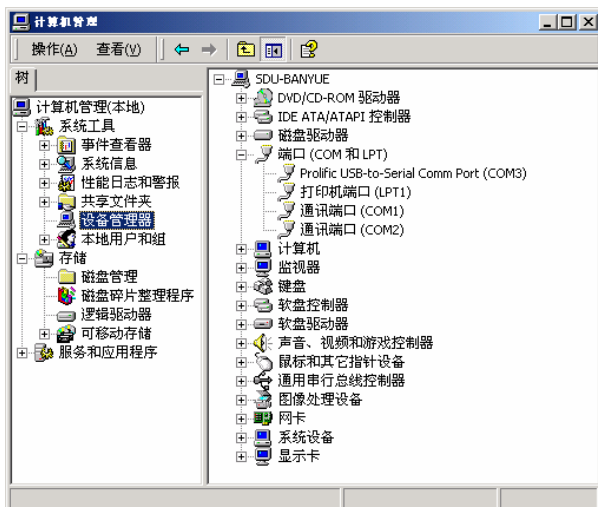 计算机管理
操作(A) 查看(V)
树
计算机管理(本地)
系统工具
事件查看器
系统信息
性能日志和警报
共享文件夹
设备管理器
本地用户和组
存储
磁盘管理
磁盘碎片整理程序
逻辑驱动器
可移动存储
服务和应用程序
SDU-BANYUE
DVD/CD-ROM 驱动器
IDE ATA/ATAPI 控制器
磁盘驱动器
端口 (COM 和 LPT)
Prolific USB-to-Serial Comm Port (COM3)
打印机端口 (LPT1)
通讯端口 (COM1)
通讯端口 (COM2)
计算机
监视器
键盘
软盘控制器
软盘驱动器
声音、视频和游戏控制器
鼠标和其它指针设备
通用串行总线控制器
图像处理设备
网卡
系统设备
显示卡